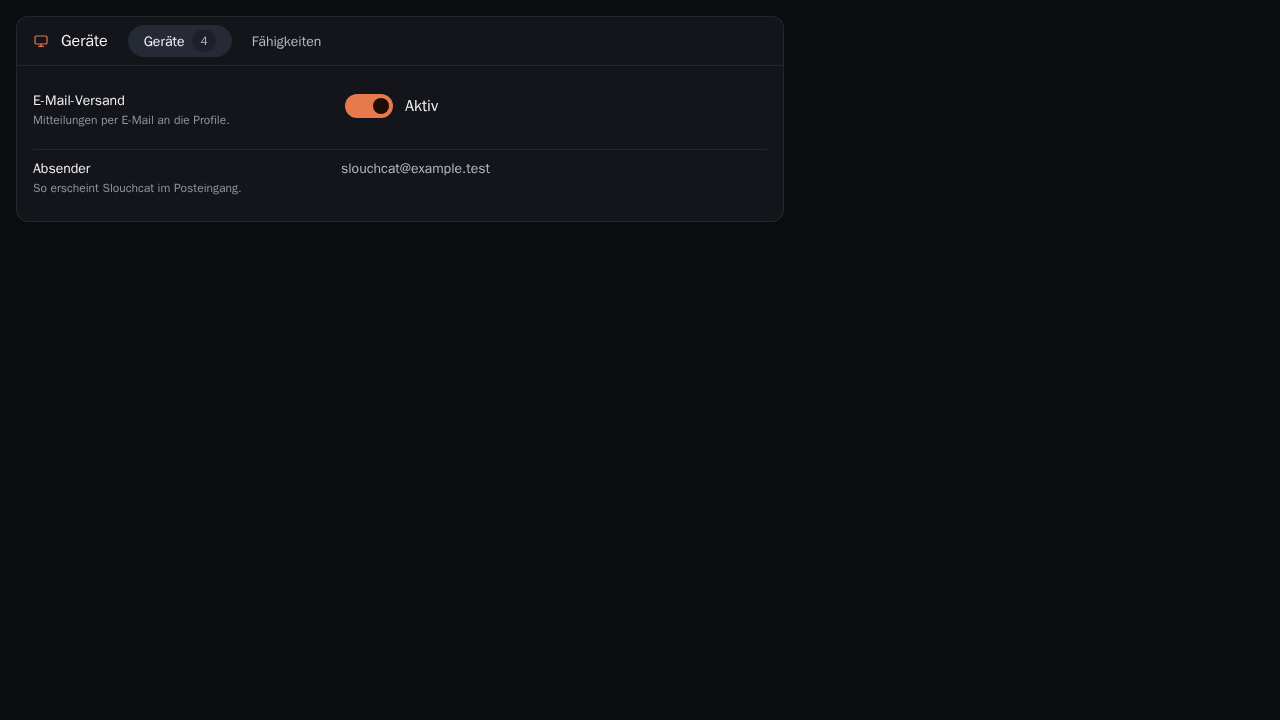 Geräte
Geräte 4
Fähigkeiten
E-Mail-Versand
Mitteilungen per E-Mail an die Profile.
Aktiv
Absender
So erscheint Slouchcat im Posteingang.
slouchcat@example.test